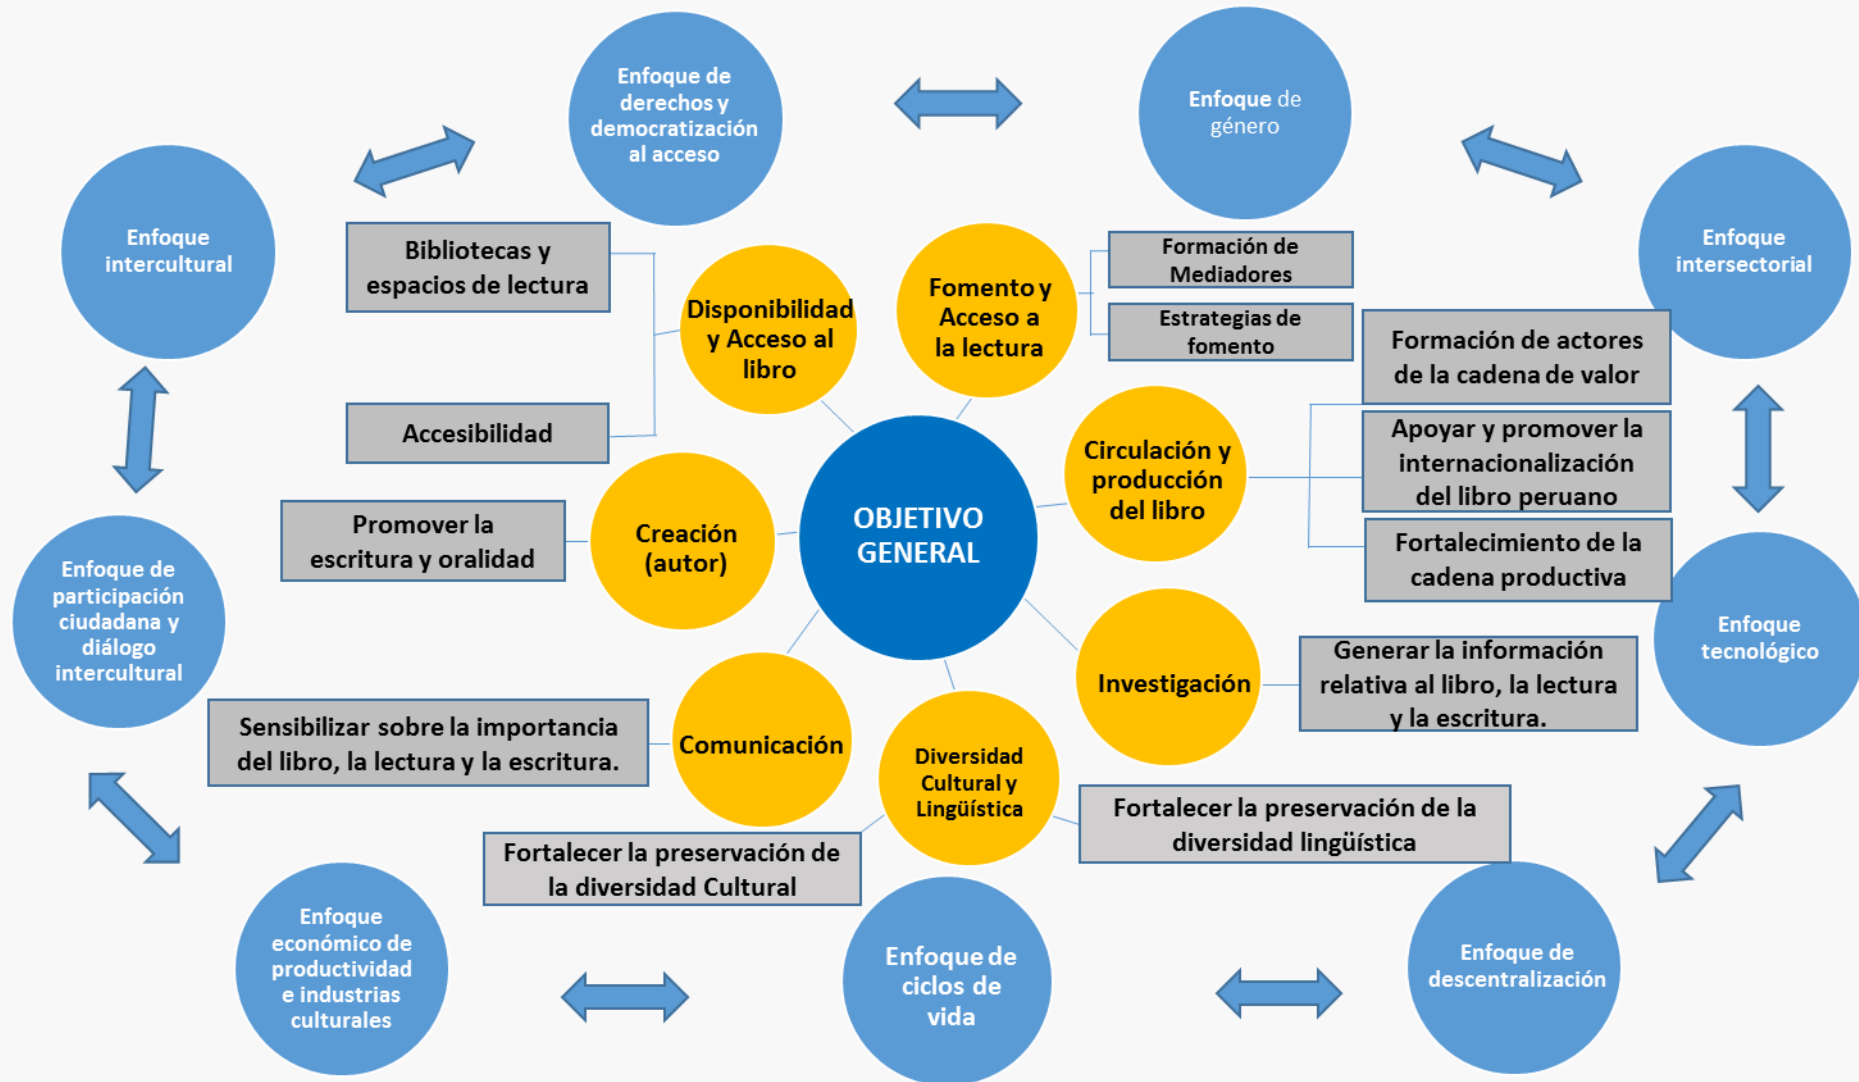 Enfoque de
derechos y
democratización
al acceso
Enfoque de
género
Enfoque
intercultural
Enfoque
intersectorial
Bibliotecas y
espacios de lectura
Accesibilidad
Disponibilidad
y Acceso al
libro
Fomento y
Acceso a
la lectura
Formación de
Mediadores
Estrategias de
fomento
Formación de actores
de la cadena de valor
Apoyar y promover la
internacionalización
del libro peruano
Fortalecimiento de la
cadena productiva
Circulación y
producción
del libro
OBJETIVO
GENERAL
Creación
(autor)
Promover la
escritura y oralidad
Enfoque de
participación
ciudadana y
diálogo
intercultural
Enfoque
tecnológico
Investigación
Generar la información
relativa al libro, la lectura
y la escritura.
Comunicación
Sensibilizar sobre la importancia
del libro, la lectura y la escritura.
Diversidad
Cultural y
Lingüística
Fortalecer la preservación de la
diversidad lingüística
Fortalecer la preservación de
la diversidad Cultural
Enfoque
económico de
productividad
e industrias
culturales
Enfoque de
ciclos de
vida
Enfoque de
descentralización